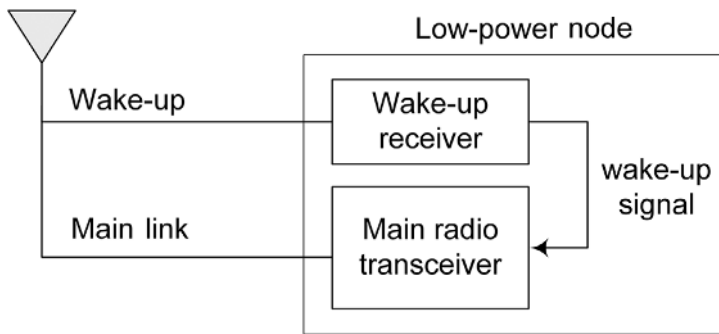 Low-power node
Wake-up
Wake-up
receiver
wake-up
signal
Main link
Main radio
transceiver